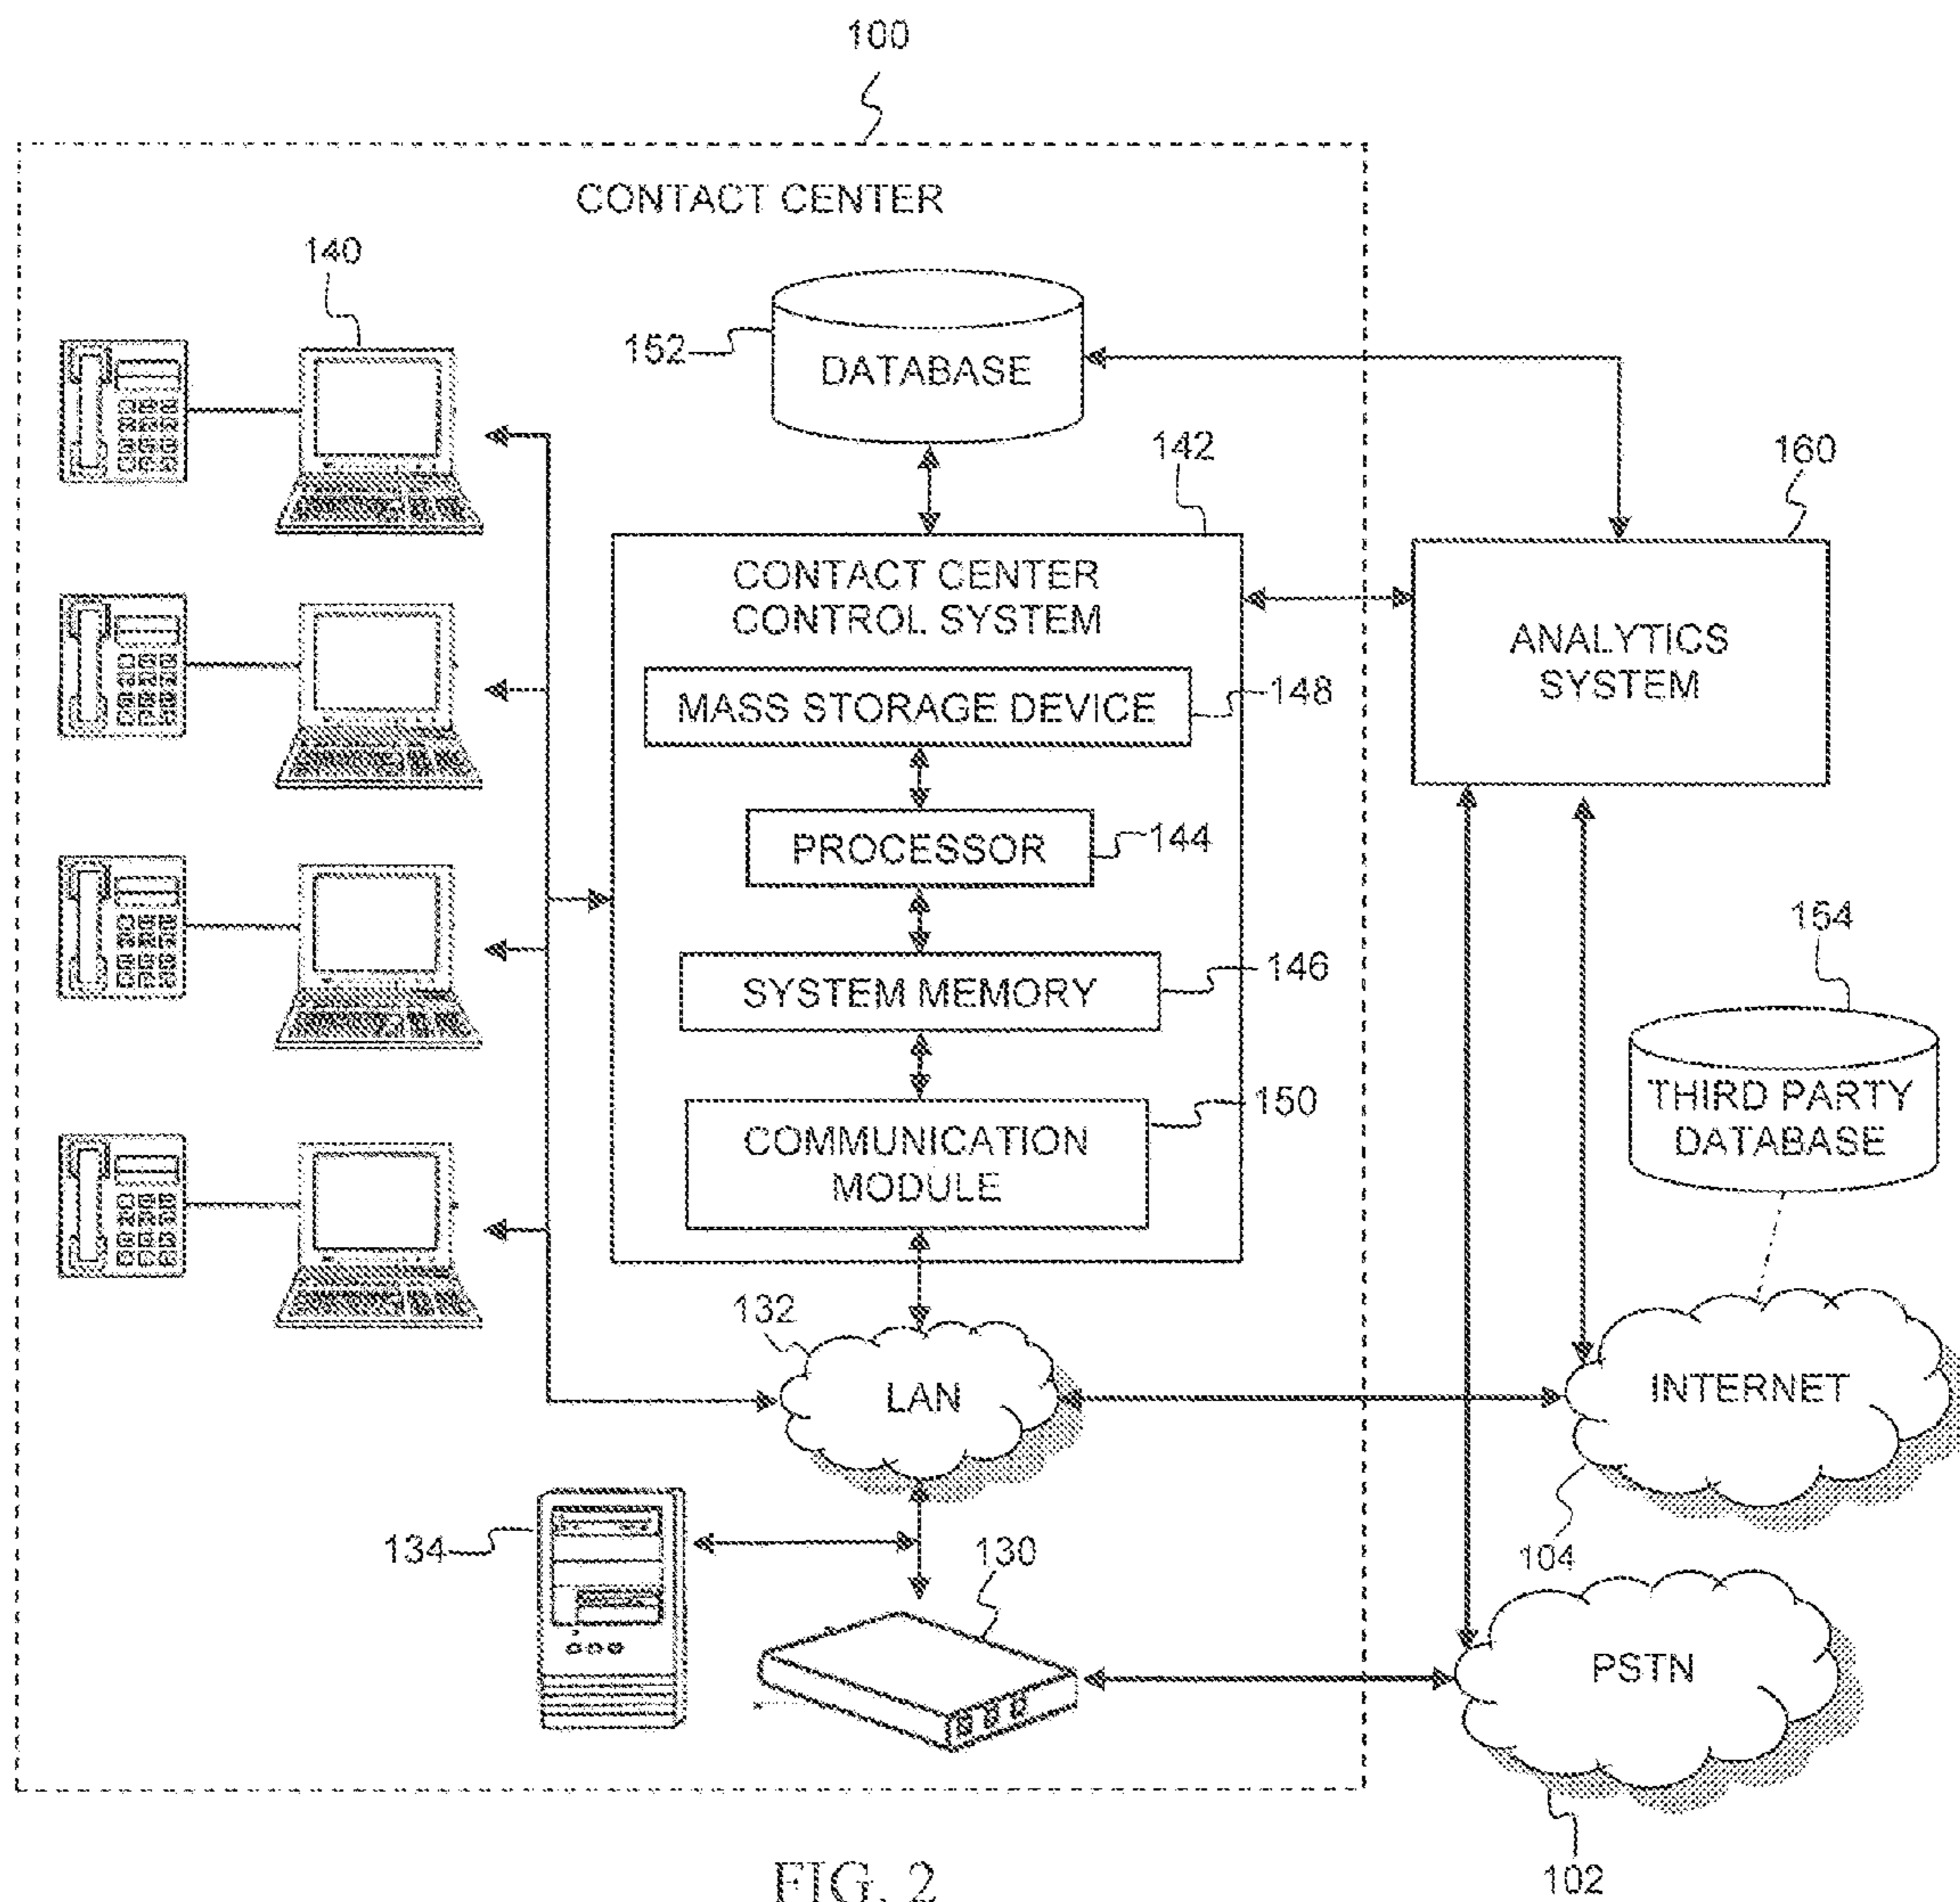 100
CONTACT CENTER
140
152
DATABASE
142
160
CONTACT CENTER
CONTROL SYSTEM
ANALYTICS
SYSTEM
MASS STORAGE DEVICE
148
PROCESSOR
144
154
SYSTEM MEMORY
146
THIRD PARTY
DATABASE
COMMUNICATION
MODULE
150
132
LAN
INTERNET
134
130
104
PSTN
102
FIG. 2